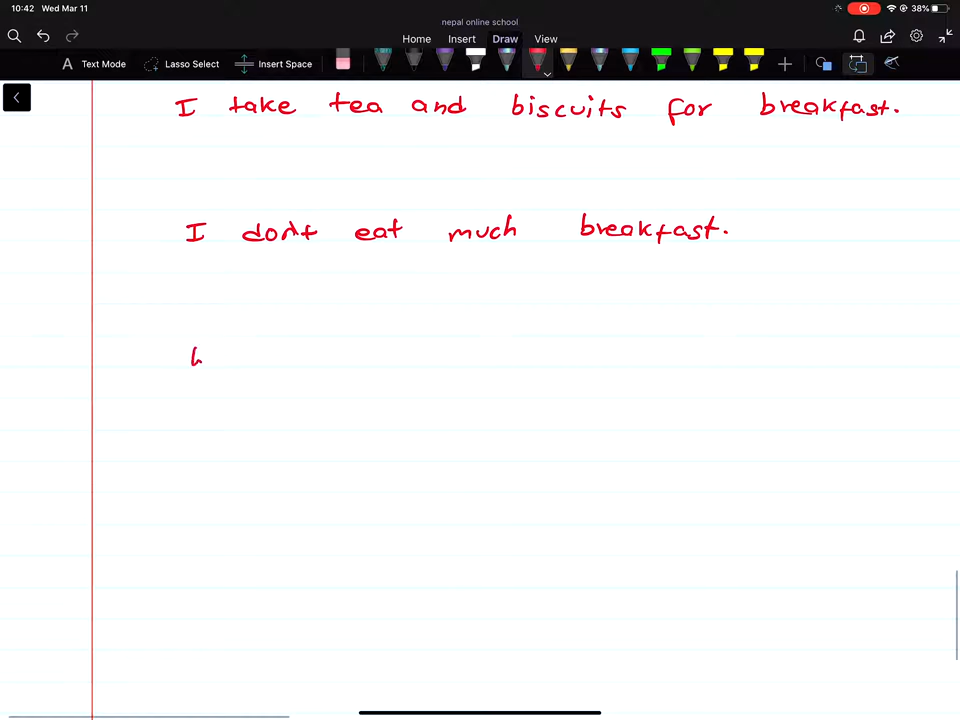 10:42 Wed Mar 11
38%
nepal online school
Home Insert Draw View
Text Mode Lasso Select Insert Space
I take tea and biscuits for breakfast.
I don't eat much breakfast.